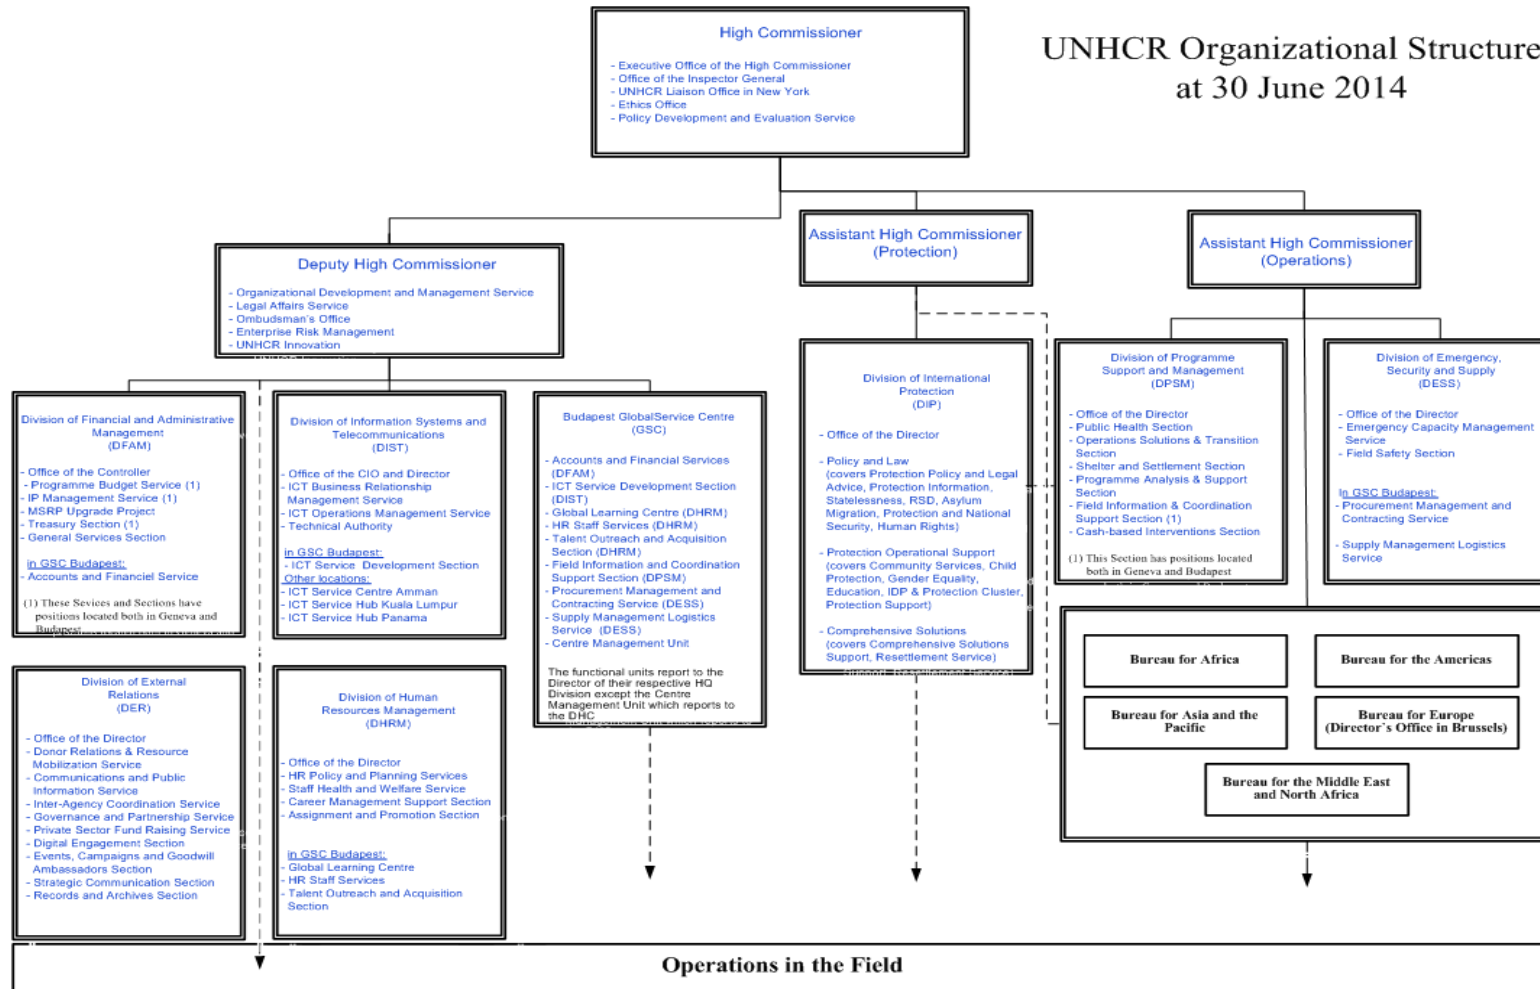 UNHCR Organizational Structure
at 30 June 2014
High Commissioner
- Executive Office of the High Commissioner
- Office of the Inspector General
- UNHCR Liaison Office in New York
- Ethics Office
- Policy Development and Evaluation Service
Deputy High Commissioner
- Organizational Development and Management Service
- Legal Affairs Service
- Ombudsman's Office
- Enterprise Risk Management
- UNHCR Innovation
Assistant High Commissioner
(Protection)
Assistant High Commissioner
(Operations)
Division of Financial and Administrative
Management
(DFAM)
- Office of the Controller
- Programme Budget Service (1)
- IP Management Service (1)
- MSRP Upgrade Project
- Treasury Section (1)
- General Services Section
in GSC Budapest:
- Accounts and Financiel Service
(1) These Sevices and Sections have
positions located both in Geneva and
Budapest
Division of Information Systems and
Telecommunications
(DIST)
- Office of the CIO and Director
- ICT Business Relationship
Management Service
- ICT Operations Management Service
- Technical Authority
in GSC Budapest:
- ICT Service Development Section
Other locations:
- ICT Service Centre Amman
- ICT Service Hub Kuala Lumpur
- ICT Service Hub Panama
Budapest GlobalService Centre
(GSC)
- Accounts and Financial Services
(DFAM)
- ICT Service Development Section
(DIST)
- Global Learning Centre (DHRM)
- HR Staff Services (DHRM)
- Talent Outreach and Acquisition
Section (DHRM)
- Field Information and Coordination
Support Section (DPSM)
- Procurement Management and
Contracting Service (DESS)
- Supply Management Logistics
Service (DESS)
- Centre Management Unit
The functional units report to the
Director of their respective HQ
Division except the Centre
Management Unit which reports to
the DHC
Division of International
Protection
(DIP)
- Office of the Director
- Policy and Law
(covers Protection Policy and Legal
Advice, Protection Information,
Statelessness, RSD, Asylum
Migration, Protection and National
Security, Human Rights)
- Protection Operational Support
(covers Community Services, Child
Protection, Gender Equality,
Education, IDP & Protection Cluster,
Protection Support)
- Comprehensive Solutions
(covers Comprehensive Solutions
Support, Resettlement Service)
Division of Programme
Support and Management
(DPSM)
- Office of the Director
- Public Health Section
- Operations Solutions & Transition
Section
- Shelter and Settlement Section
- Programme Analysis & Support
Section
- Field Information & Coordination
Support Section (1)
- Cash-based Interventions Section
(1) This Section has positions located
both in Geneva and Budapest
Division of Emergency,
Security and Supply
(DESS)
- Office of the Director
- Emergency Capacity Management
Service
- Field Safety Section
In GSC Budapest:
- Procurement Management and
Contracting Service
- Supply Management Logistics
Service
Division of External
Relations
(DER)
- Office of the Director
- Donor Relations & Resource
Mobilization Service
- Communications and Public
Information Service
- Inter-Agency Coordination Service
- Governance and Partnership Service
- Private Sector Fund Raising Service
- Digital Engagement Section
- Events, Campaigns and Goodwill
Ambassadors Section
- Strategic Communication Section
- Records and Archives Section
Division of Human
Resources Management
(DHRM)
- Office of the Director
- HR Policy and Planning Services
- Staff Health and Welfare Service
- Career Management Support Section
- Assignment and Promotion Section
in GSC Budapest:
- Global Learning Centre
- HR Staff Services
- Talent Outreach and Acquisition
Section
Bureau for Africa
Bureau for the Americas
Bureau for Asia and the
Pacific
Bureau for Europe
(Director's Office in Brussels)
Bureau for the Middle East
and North Africa
Operations in the Field